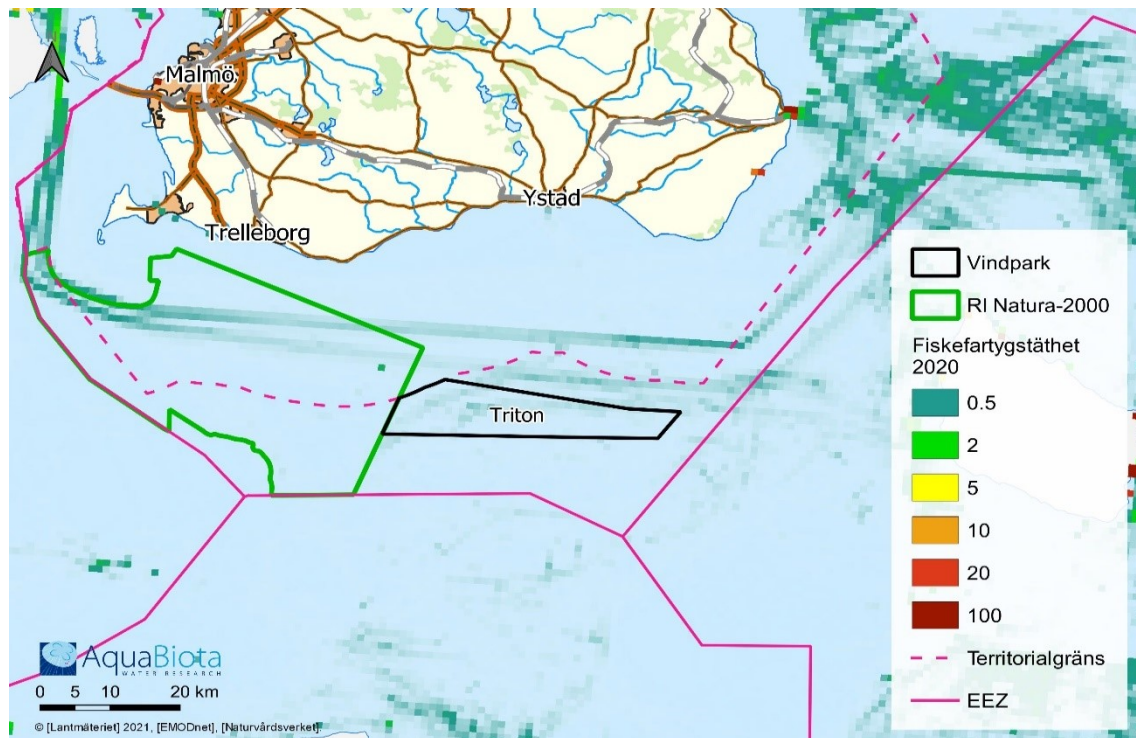 Malmö
Ystad
Trelleborg
Triton
Vindpark
RI Natura-2000
Fiskefartygstäthet
2020
0.5
2
5
10
20
100
Territorialgräns
EEZ
AquaBiota
WATER RESEARCH
0 5 10 20 km
© [Lantmäteriet] 2021, [EMODnet], [Naturvårdsverket].